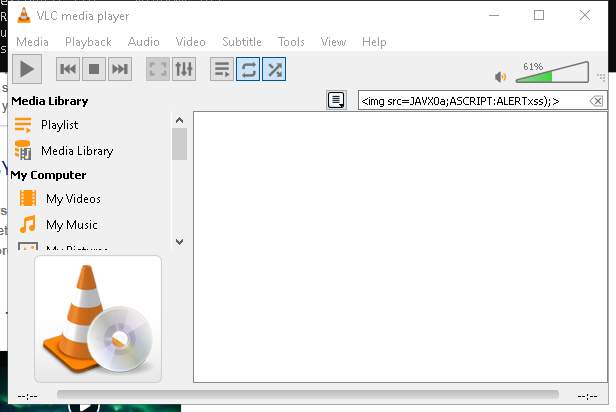 VLC media player
Media Playback Audio Video Subtitle Tools View Help
61%
Media Library
<img src=JAVX0a;ASCRIPT:ALERTxss);>
Playlist
Media Library
My Computer
My Videos
My Music
My Pictures
--:--
--:--